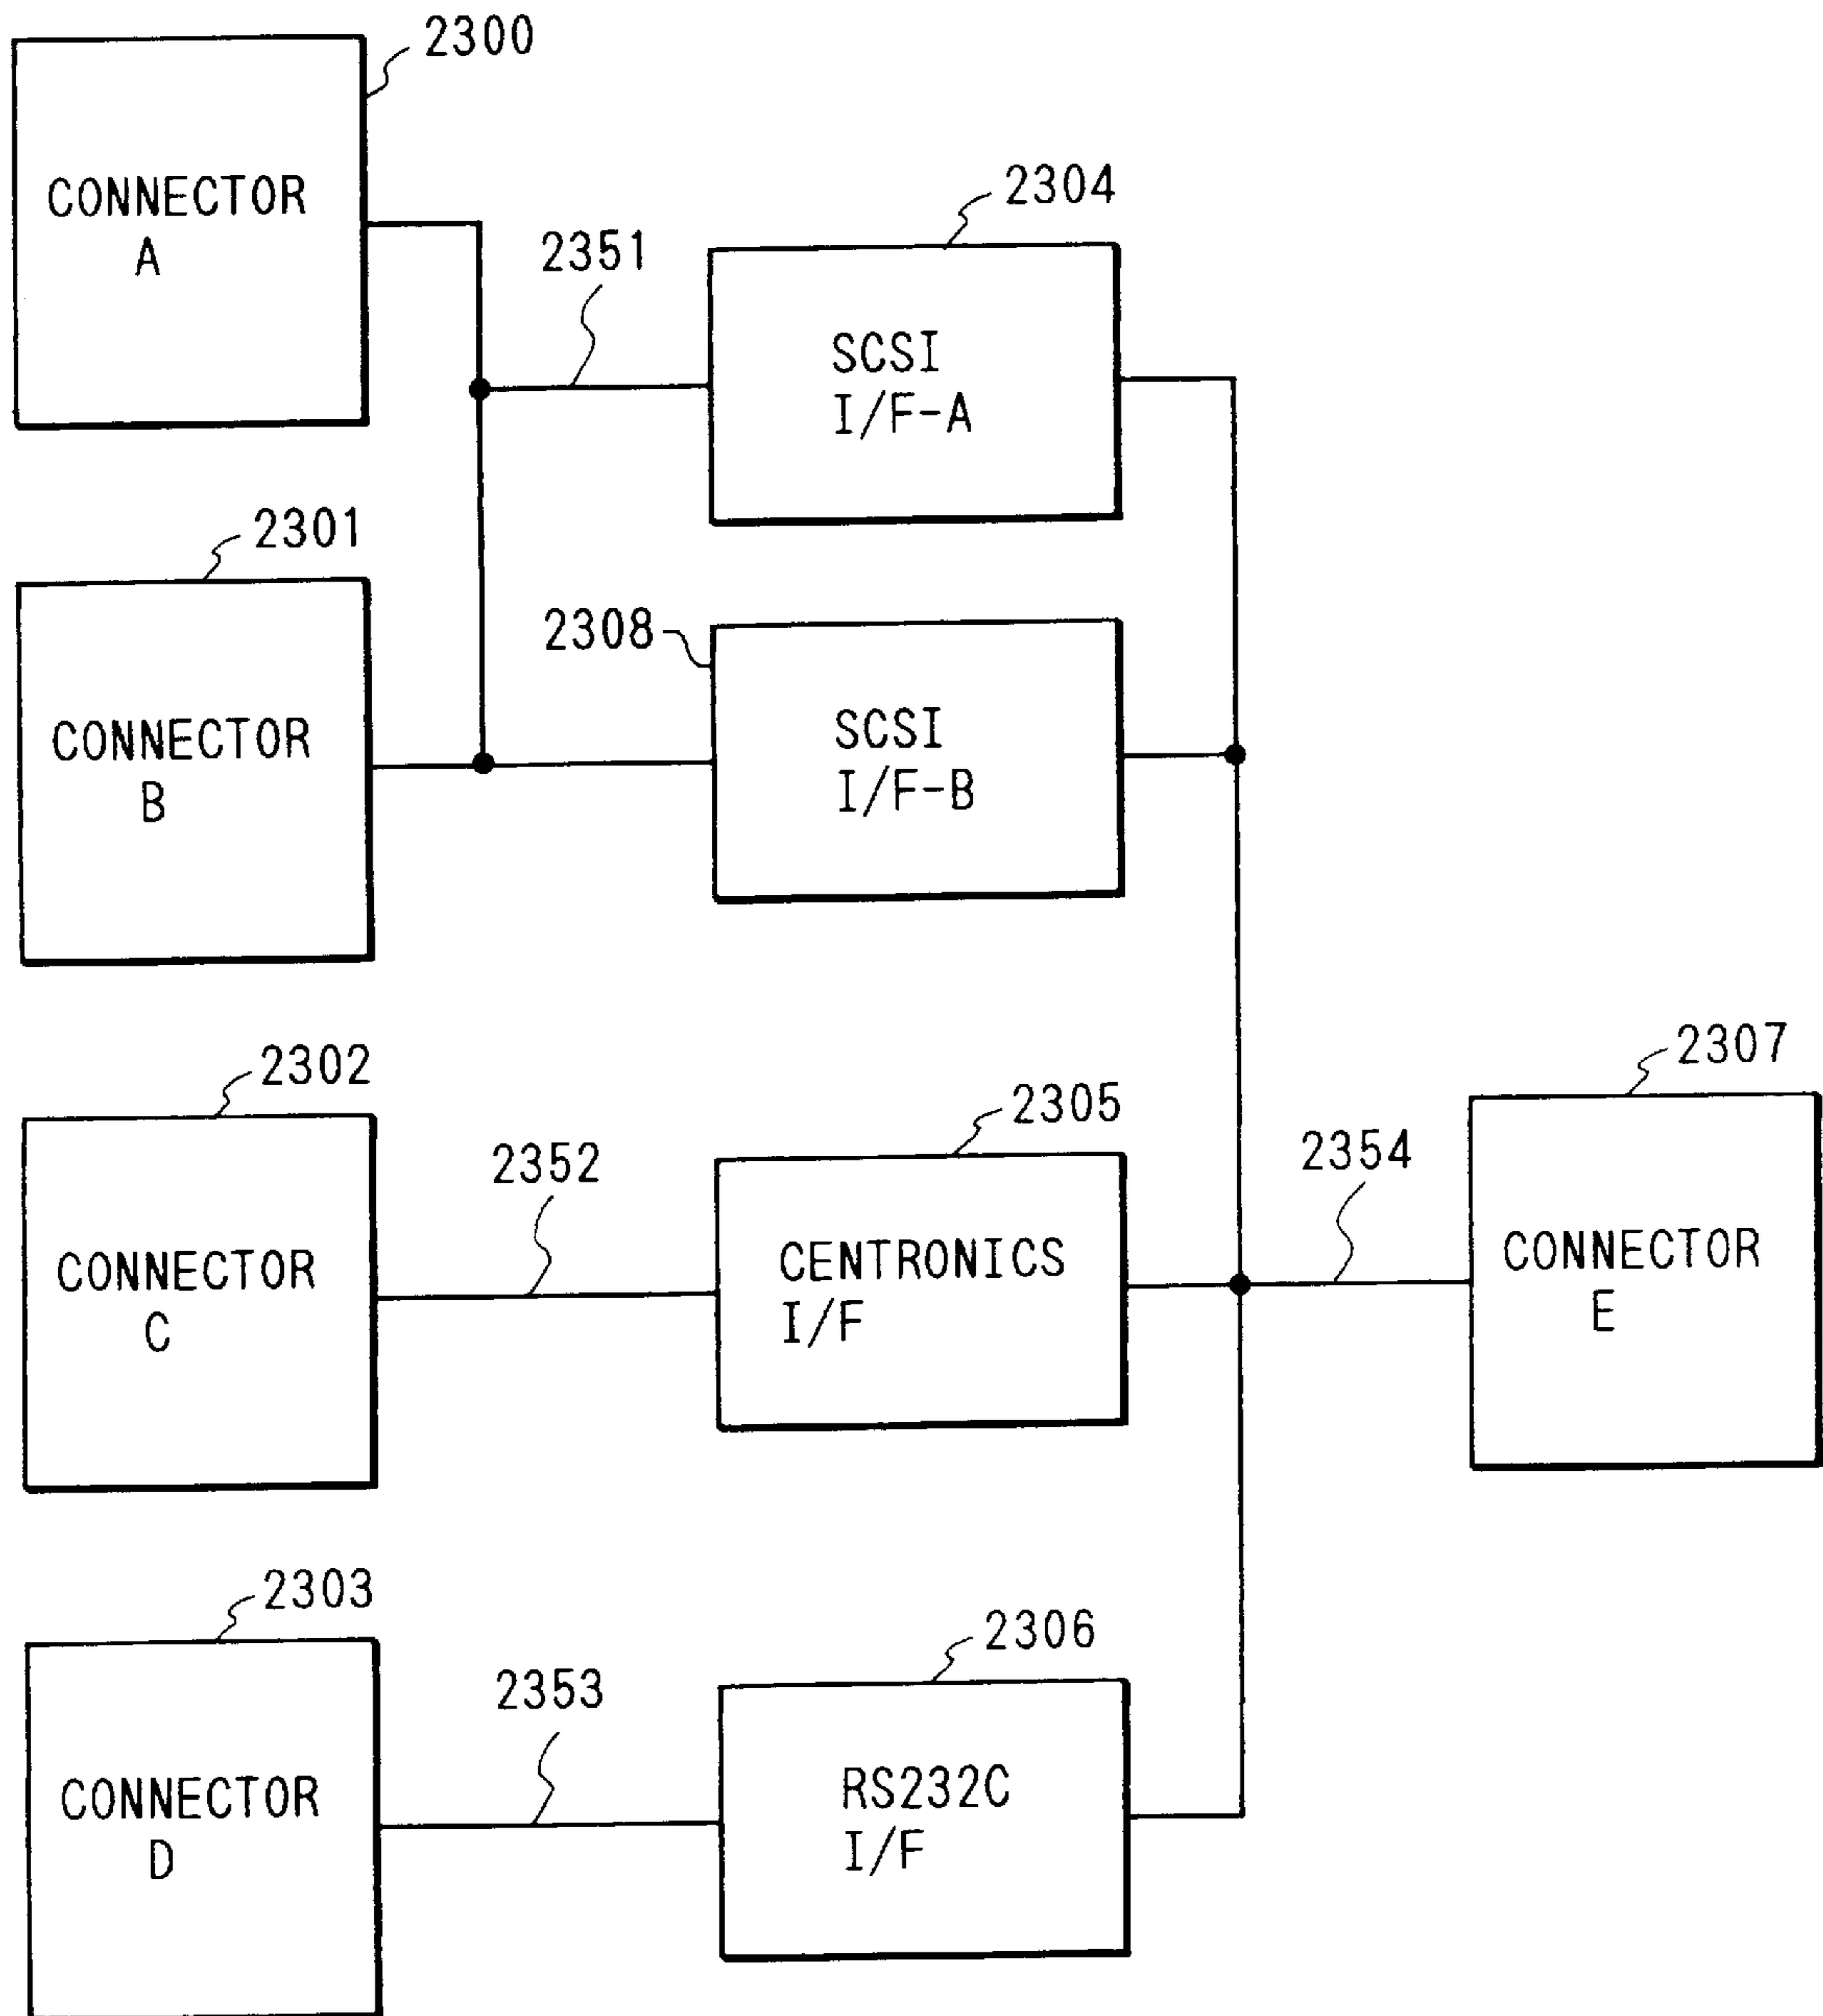 2300
CONNECTOR
A
2304
2351
SCSI
I/F-A
2301
CONNECTOR
B
2308
SCSI
I/F-B
2302
CONNECTOR
C
2352
2305
CENTRONICS
I/F
2354
2307
CONNECTOR
E
2303
CONNECTOR
D
2353
2306
RS232C
I/F